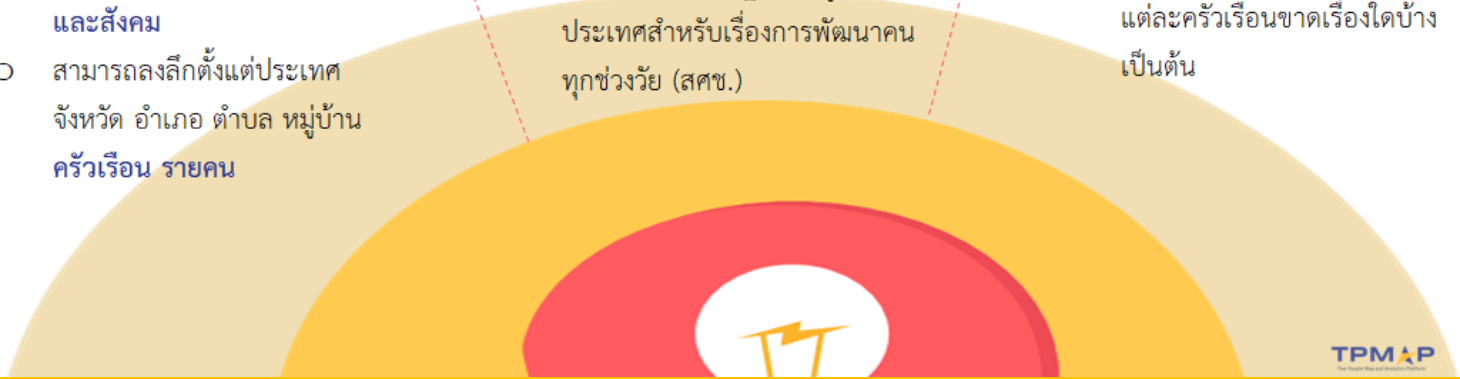 และสังคม
สามารถลงลึกตั้งแต่ประเทศ
จังหวัด อำเภอ ตำบล หมู่บ้าน
ครัวเรือน รายคน
ประเทศสำหรับเรื่องการพัฒนาคน
ทุกช่วงวัย (สศช.)
แต่ละครัวเรือนขาดเรื่องใดบ้าง
เป็นต้น
TPMAP
Thai People Map and Analytics Platform